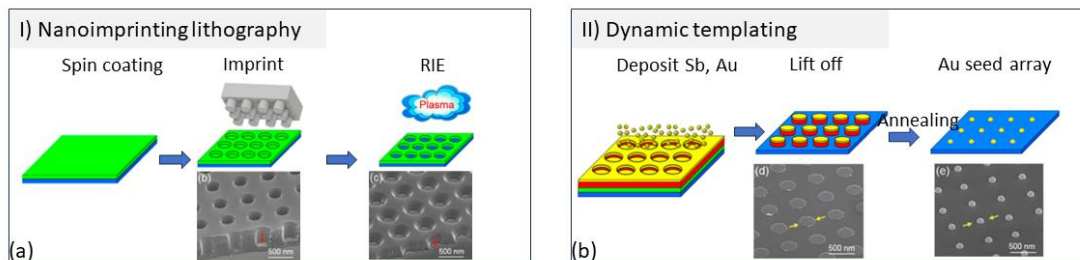 I) Nanoimprinting lithography
Spin coating
Imprint
RIE
Plasma
(b)
500 nm
(c)
500 nm
(a)
II) Dynamic templating
Deposit Sb, Au
Lift off
Au seed array
Annealing
(d)
500 nm
(e)
500 nm
(b)